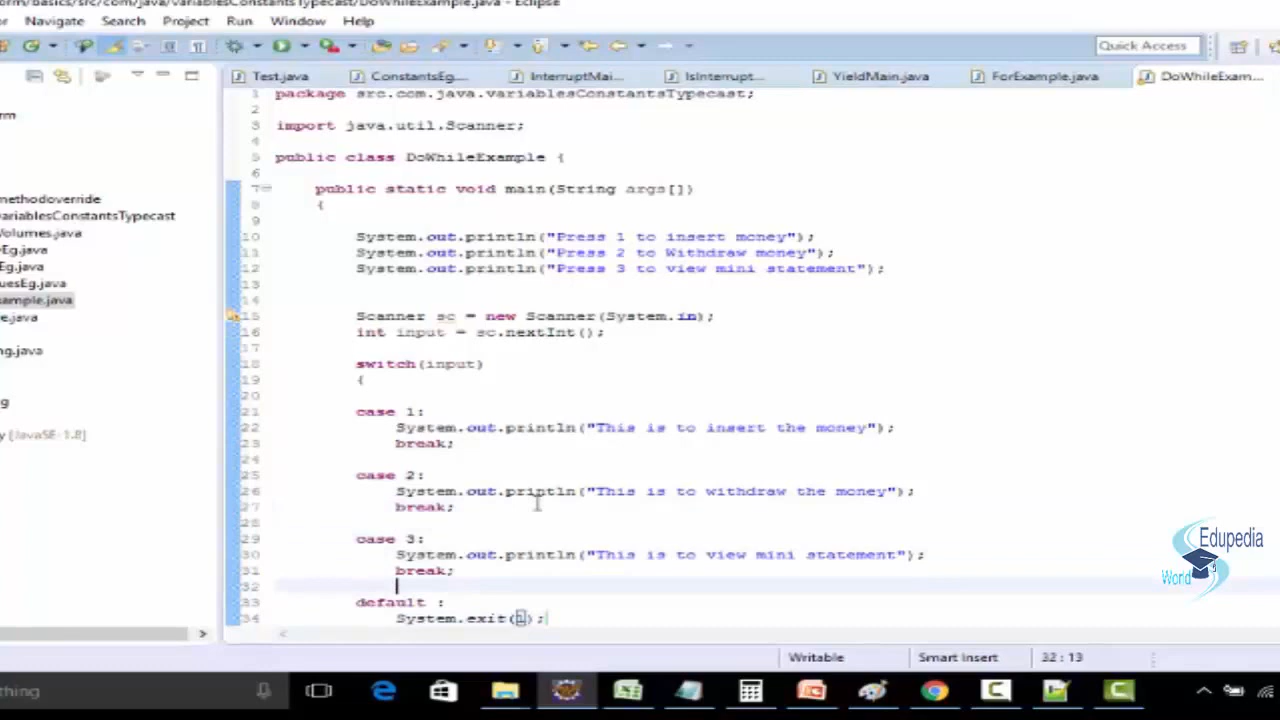 orm/basics/src/com/java/variablesConstantsTypecast/DoWhileExample.java - Eclipse
Navigate Search Project Run Window Help
Quick Access
Test.java ConstantsEg... InterruptMai... IsInterrupt... YieldMain.java ForExample.java DoWhileExam...
rm
methodoverride
variablesConstantsTypecast
Volumes.java
Eg.java
Eg.java
uesEg.java
ample.java
e.java
ng.java
g
y [JavaSE-1.8]
1 package src.com.java.variablesConstantsTypecast;
2
3 import java.util.Scanner;
4
5 public class DoWhileExample {
6
7 public static void main(String args[])
8 {
9
10 System.out.println("Press 1 to insert money");
11 System.out.println("Press 2 to Withdraw money");
12 System.out.println("Press 3 to view mini statement");
13
14
15 Scanner sc = new Scanner(System.in);
16 int input = sc.nextInt();
17
18 switch(input)
19 {
20
21 case 1:
22 System.out.println("This is to insert the money");
23 break;
24
25 case 2:
26 System.out.println("This is to withdraw the money");
27 break;
28
29 case 3:
30 System.out.println("This is to view mini statement");
31 break;
32
33 default :
34 System.exit(1);
Edupedia
World
Writable Smart Insert 32 : 13
thing